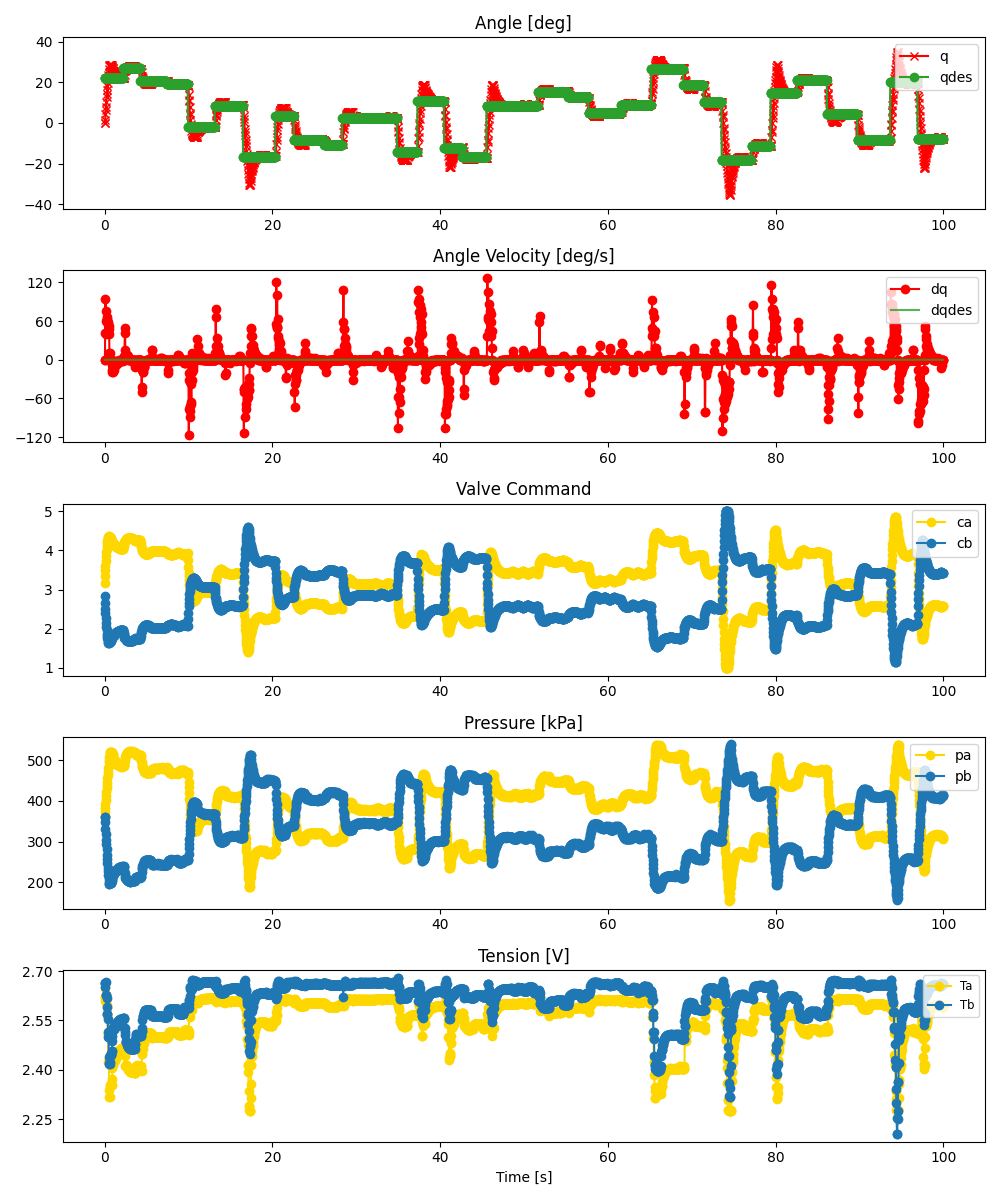 Angle [deg]
40
20
0
−20
−40
q
qdes
0 20 40 60 80 100
Angle Velocity [deg/s]
120
60
0
−60
−120
dq
dqdes
0 20 40 60 80 100
Valve Command
5
4
3
2
1
ca
cb
0 20 40 60 80 100
Pressure [kPa]
500
400
300
200
pa
pb
0 20 40 60 80 100
Tension [V]
2.70
2.55
2.40
2.25
Ta
Tb
0 20 40 60 80 100
Time [s]